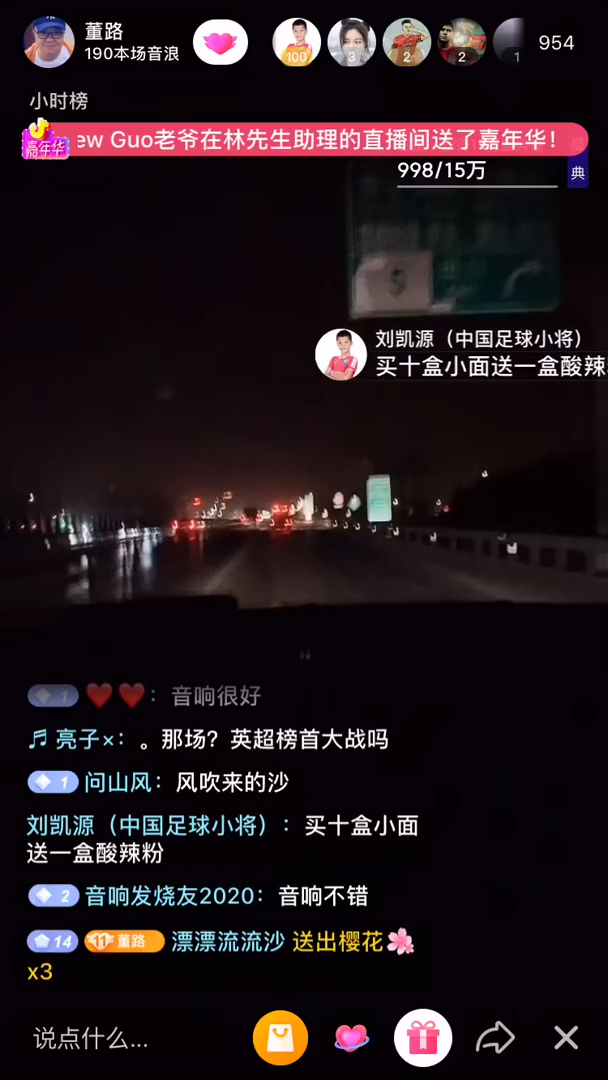 董路
190本场音浪
100
3
2
2
1
954
小时榜
嘉年华
ew Guo老爷在林先生助理的直播间送了嘉年华！
998/15万
典
刘凯源（中国足球小将）
买十盒小面送一盒酸辣
1 ❤️❤️：音响很好
♬ 亮子×：。那场？英超榜首大战吗
1 问山风：风吹来的沙
刘凯源（中国足球小将）：买十盒小面
送一盒酸辣粉
2 音响发烧友2020：音响不错
14 11 董路 漂漂流流沙 送出樱花🌸
x3
说点什么...